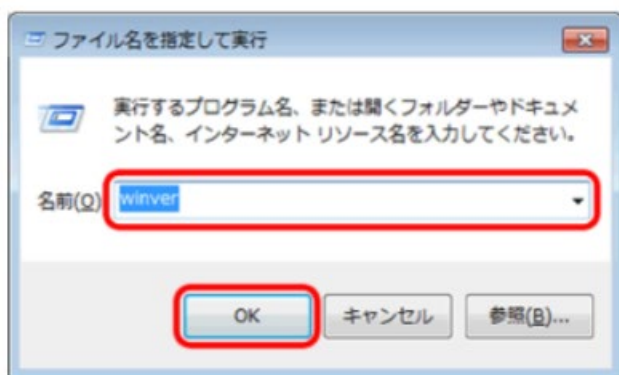 ファイル名を指定して実行
実行するプログラム名、または開くフォルダーやドキュメ
ント名、インターネット リソース名を入力してください。
名前(O)
winver
OK
キャンセル
参照(B)...